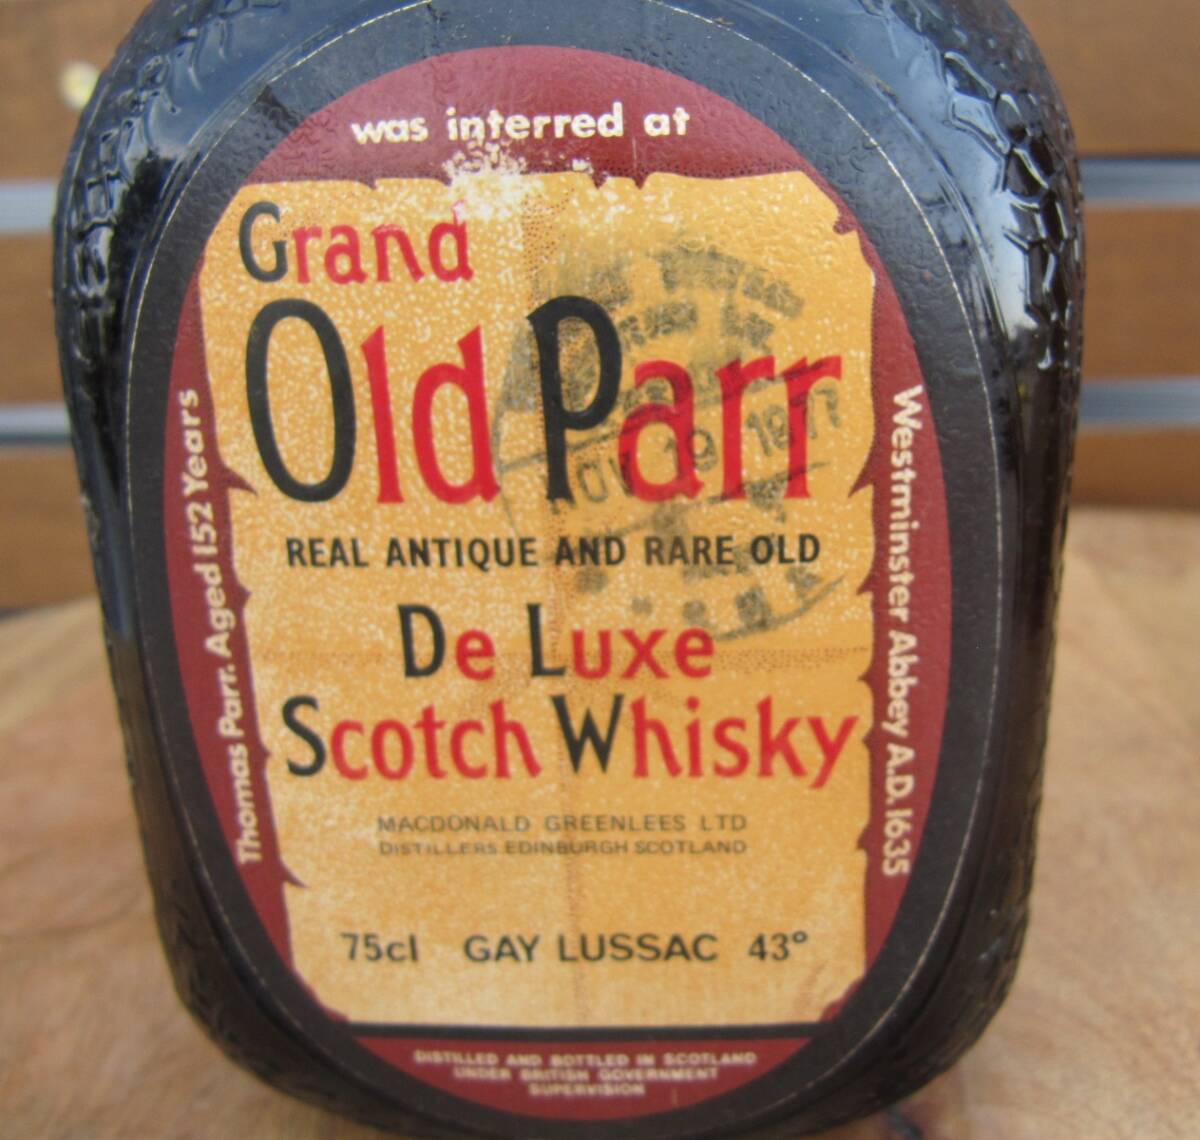 Thomas Parr. Aged 152 Years
was interred at
Westminster Abbey A.D. 1635
Grand
Old Parr
19 1977
REAL ANTIQUE AND RARE OLD
De Luxe
Scotch Whisky
MACDONALD GREENLEES LTD
DISTILLERS EDINBURGH SCOTLAND
75cl GAY LUSSAC 43°
DISTILLED AND BOTTLED IN SCOTLAND
UNDER BRITISH GOVERNMENT
SUPERVISION